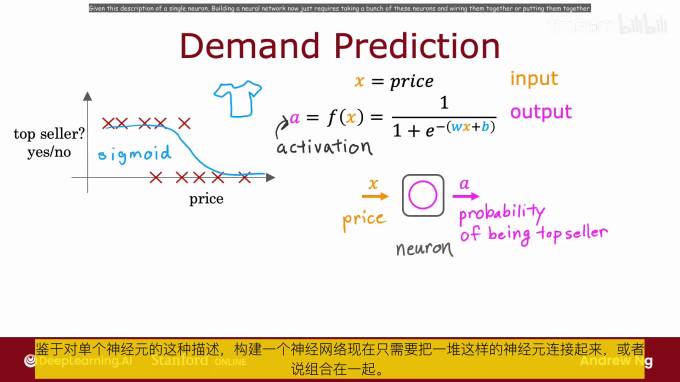 Given this description of a single neuron, Building a neural network now just requires taking a bunch of these neurons and wiring them together or putting them together
bilibili
Demand Prediction
x = price input
a = f(x) = 1 / (1 + e^-(wx+b)) output
activation
top seller?
yes/no
sigmoid
price
x a
price
probability
of being top seller
neuron
DeepLearning.AI Stanford ONLINE Andrew Ng
鉴于对单个神经元的这种描述，构建一个神经网络现在只需要把一堆这样的神经元连接起来，或者
说组合在一起。